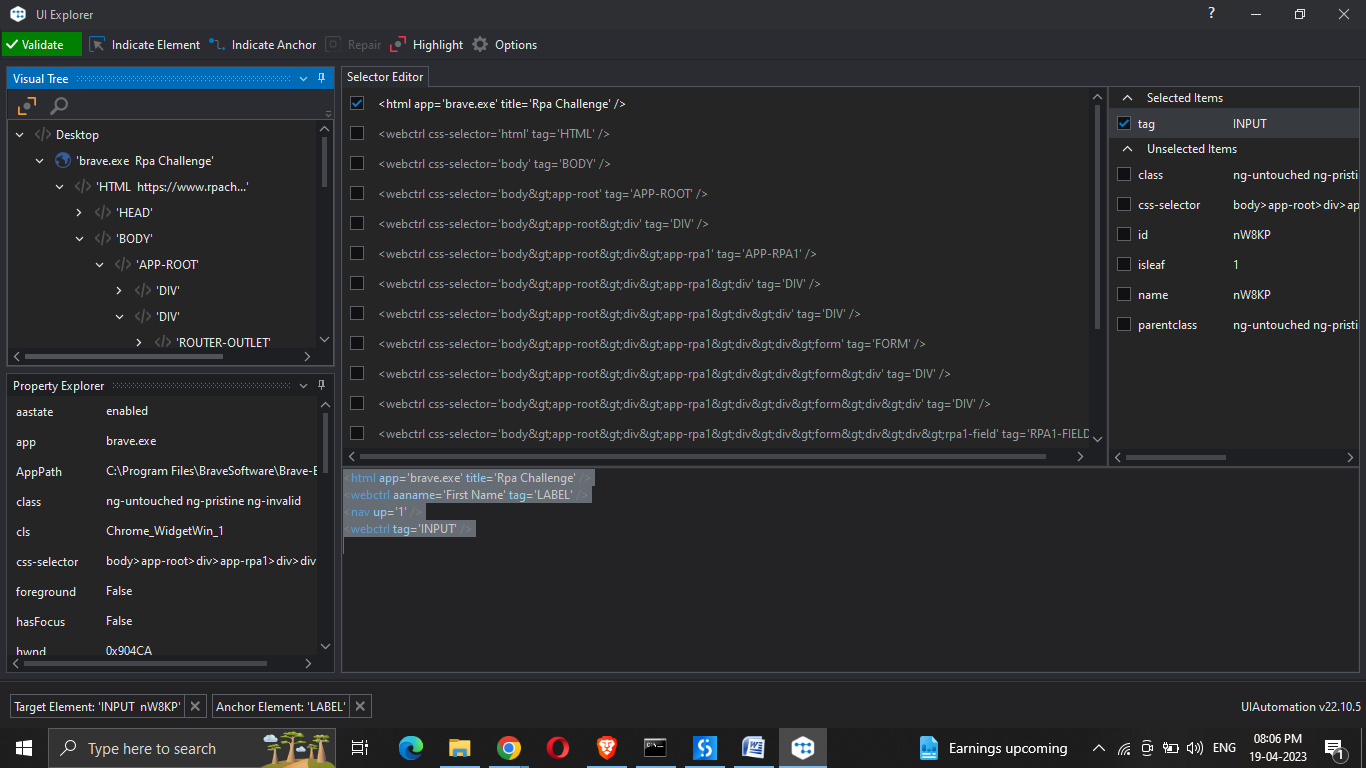 UI Explorer
?
Validate
Indicate Element
Indicate Anchor
Repair
Highlight
Options
Visual Tree
</> Desktop
'brave.exe Rpa Challenge'
</> 'HTML https://www.rpach...'
</> 'HEAD'
</> 'BODY'
</> 'APP-ROOT'
</> 'DIV'
</> 'DIV'
</> 'ROUTER-OUTLET'
Property Explorer
aastate enabled
app brave.exe
AppPath C:\Program Files\BraveSoftware\Brave-B
class ng-untouched ng-pristine ng-invalid
cls Chrome_WidgetWin_1
css-selector body>app-root>div>app-rpa1>div>div
foreground False
hasFocus False
hwnd 0x904CA
Selector Editor
<html app='brave.exe' title='Rpa Challenge' />
<webctrl css-selector='html' tag='HTML' />
<webctrl css-selector='body' tag='BODY' />
<webctrl css-selector='body&gt;app-root' tag='APP-ROOT' />
<webctrl css-selector='body&gt;app-root&gt;div' tag='DIV' />
<webctrl css-selector='body&gt;app-root&gt;div&gt;app-rpa1' tag='APP-RPA1' />
<webctrl css-selector='body&gt;app-root&gt;div&gt;app-rpa1&gt;div' tag='DIV' />
<webctrl css-selector='body&gt;app-root&gt;div&gt;app-rpa1&gt;div&gt;div' tag='DIV' />
<webctrl css-selector='body&gt;app-root&gt;div&gt;app-rpa1&gt;div&gt;div&gt;form' tag='FORM' />
<webctrl css-selector='body&gt;app-root&gt;div&gt;app-rpa1&gt;div&gt;div&gt;form&gt;div' tag='DIV' />
<webctrl css-selector='body&gt;app-root&gt;div&gt;app-rpa1&gt;div&gt;div&gt;form&gt;div&gt;div' tag='DIV' />
<webctrl css-selector='body&gt;app-root&gt;div&gt;app-rpa1&gt;div&gt;div&gt;form&gt;div&gt;div&gt;rpa1-field' tag='RPA1-FIELD
Selected Items
tag INPUT
Unselected Items
class ng-untouched ng-pristi
css-selector body>app-root>div>ap
id nW8KP
isleaf 1
name nW8KP
parentclass ng-untouched ng-pristi
<html app='brave.exe' title='Rpa Challenge' />
<webctrl aaname='First Name' tag='LABEL' />
<nav up='1' />
<webctrl tag='INPUT' />
Target Element: 'INPUT nW8KP'
Anchor Element: 'LABEL'
UIAutomation v22.10.5
Type here to search
Earnings upcoming
ENG
08:06 PM
19-04-2023
1